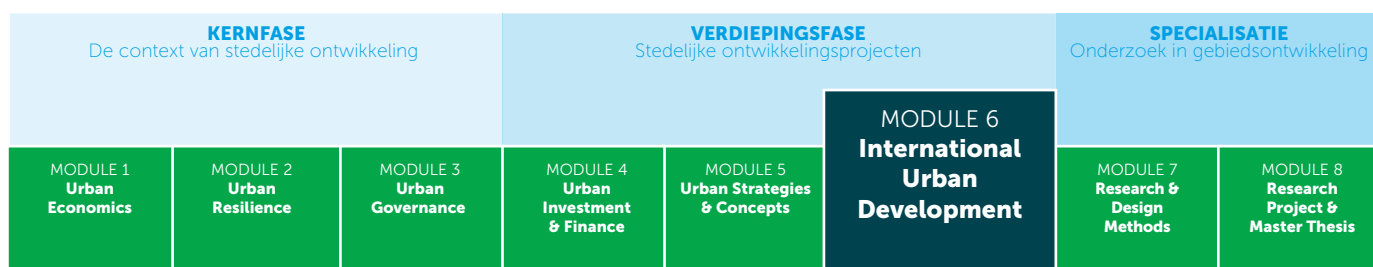 KERNFASE
De context van stedelijke ontwikkeling
VERDIEPINGSFASE
Stedelijke ontwikkelingsprojecten
SPECIALISATIE
Onderzoek in gebiedsontwikkeling
MODULE 1
Urban
Economics
MODULE 2
Urban
Resilience
MODULE 3
Urban
Governance
MODULE 4
Urban
Investment
& Finance
MODULE 5
Urban Strategies
& Concepts
MODULE 6
International
Urban
Development
MODULE 7
Research &
Design
Methods
MODULE 8
Research
Project &
Master Thesis